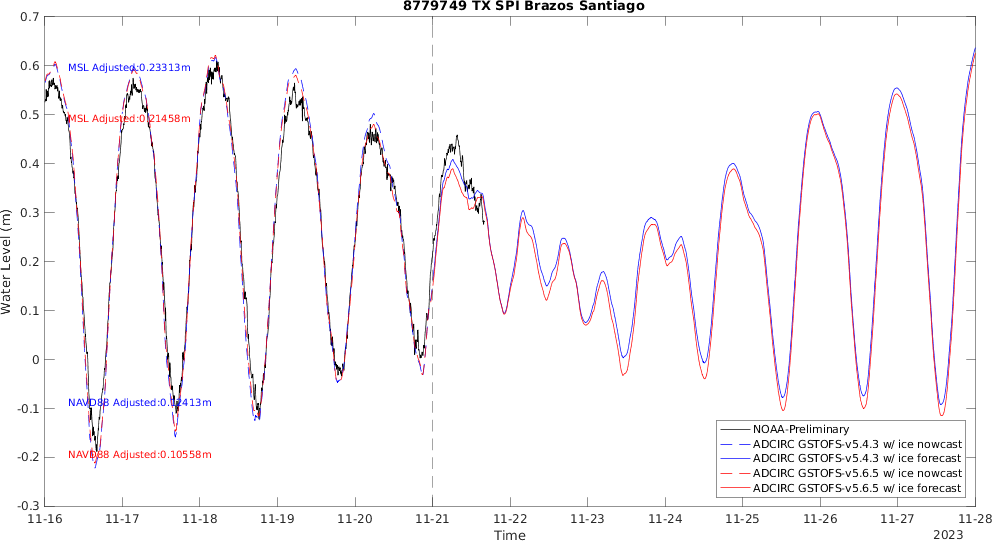 8779749 TX SPI Brazos Santiago
0.7
0.6
0.5
0.4
0.3
0.2
0.1
0
-0.1
-0.2
-0.3
Water Level (m)
MSL Adjusted:0.23313m
MSL Adjusted:0.21458m
NAVD88 Adjusted:0.12413m
NAVD88 Adjusted:0.10558m
NOAA-Preliminary
ADCIRC GSTOFS-v5.4.3 w/ ice nowcast
ADCIRC GSTOFS-v5.4.3 w/ ice forecast
ADCIRC GSTOFS-v5.6.5 w/ ice nowcast
ADCIRC GSTOFS-v5.6.5 w/ ice forecast
11-16 11-17 11-18 11-19 11-20 11-21 11-22 11-23 11-24 11-25 11-26 11-27 11-28
Time
2023